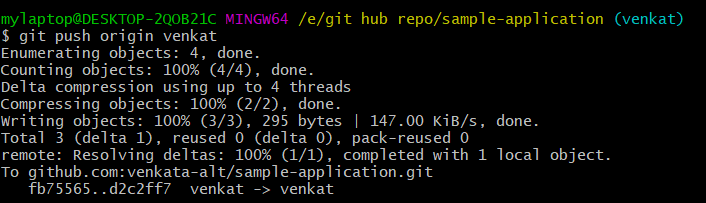 mylaptop@DESKTOP-2QOB21C MINGW64 /e/git hub repo/sample-application (venkat)
$ git push origin venkat
Enumerating objects: 4, done.
Counting objects: 100% (4/4), done.
Delta compression using up to 4 threads
Compressing objects: 100% (2/2), done.
Writing objects: 100% (3/3), 295 bytes | 147.00 KiB/s, done.
Total 3 (delta 1), reused 0 (delta 0), pack-reused 0
remote: Resolving deltas: 100% (1/1), completed with 1 local object.
To github.com:venkata-alt/sample-application.git
   fb75565..d2c2ff7  venkat -> venkat